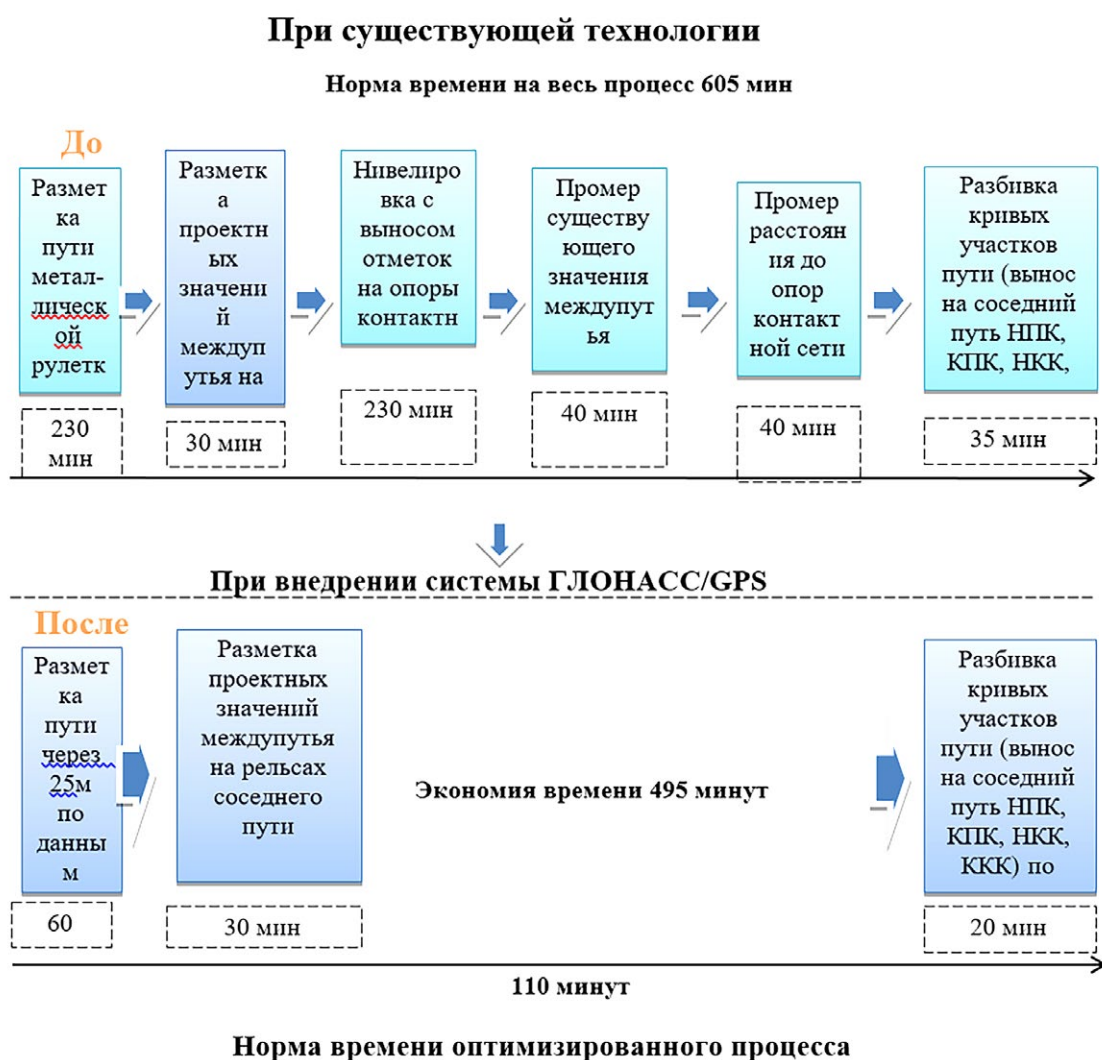 При существующей технологии
Норма времени на весь процесс 605 мин
До
Размет
ка
пути
метал-
лическ
ой
рулетк
Разметк
а
проектн
ых
значени
й
междуп
утья на
Нивелиро
вка с
выносом
отметок
на опоры
контактн
Промер
существу
ющего
значения
междупут
ья
Промер
расстоян
ия до
опор
контакт
ной сети
Разбивка
кривых
участков
пути (вынос
на соседний
путь НПК,
КПК, НКК,
230
мин
30 мин
230 мин
40 мин
40 мин
35 мин
При внедрении системы ГЛОНАСС/GPS
После
Размет
ка
пути
через
25м
по
данны
м
Разметка
проектных
значений
междупутья
на рельсах
соседнего
пути
Экономия времени 495 минут
Разбивка
кривых
участков
пути (вынос
на соседний
путь НПК,
КПК, НКК,
ККК) по
60
30 мин
20 мин
110 минут
Норма времени оптимизированного процесса